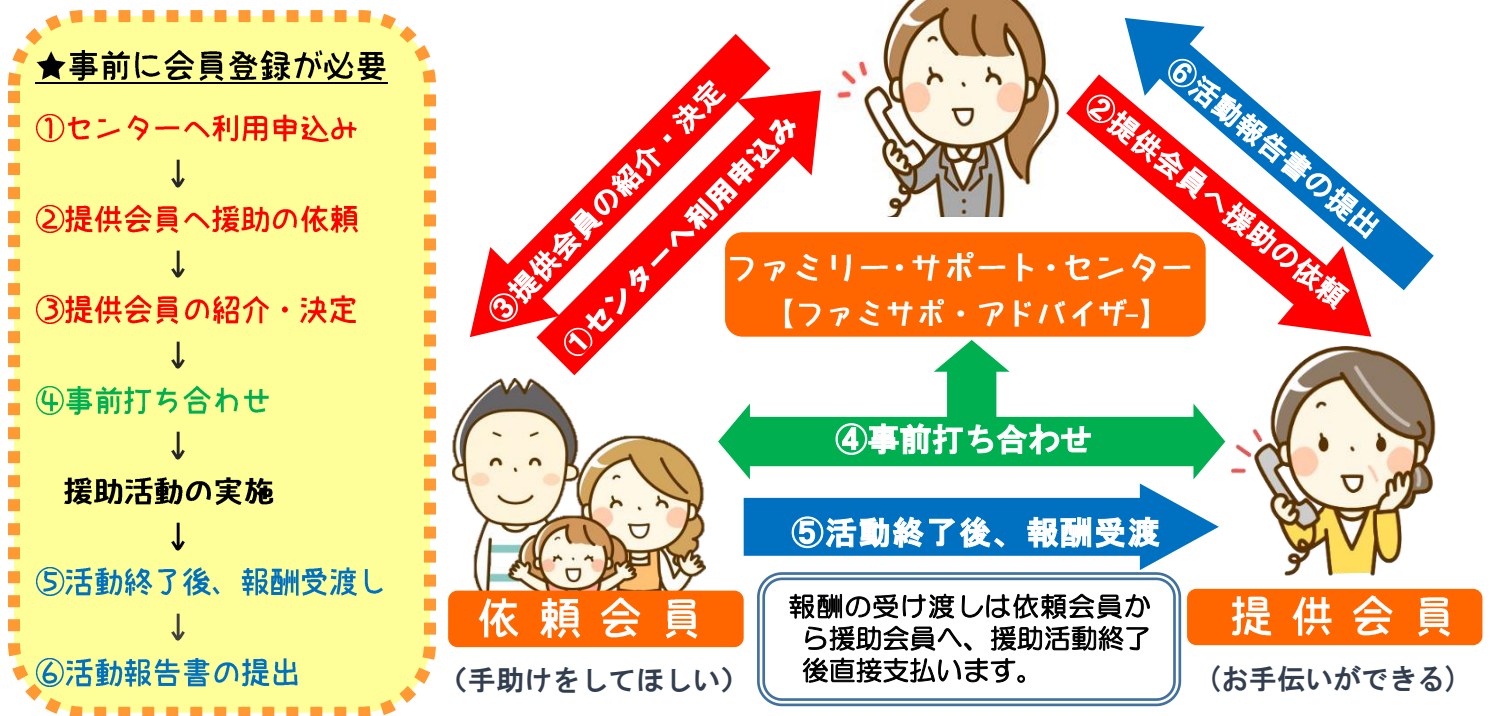 ★事前に会員登録が必要
①センターへ利用申込み
↓
②提供会員へ援助の依頼
↓
③提供会員の紹介・決定
↓
④事前打ち合わせ
↓
援助活動の実施
↓
⑤活動終了後、報酬受渡し
↓
⑥活動報告書の提出
③提供会員の紹介・決定
①センターへ利用申込み
⑥活動報告書の提出
②提供会員へ援助の依頼
ファミリー・サポート・センター
【ファミサポ・アドバイザー】
④事前打ち合わせ
⑤活動終了後、報酬受渡
依頼会員
（手助けをしてほしい）
報酬の受け渡しは依頼会員か
ら援助会員へ、援助活動終了
後直接支払います。
提供会員
（お手伝いができる）